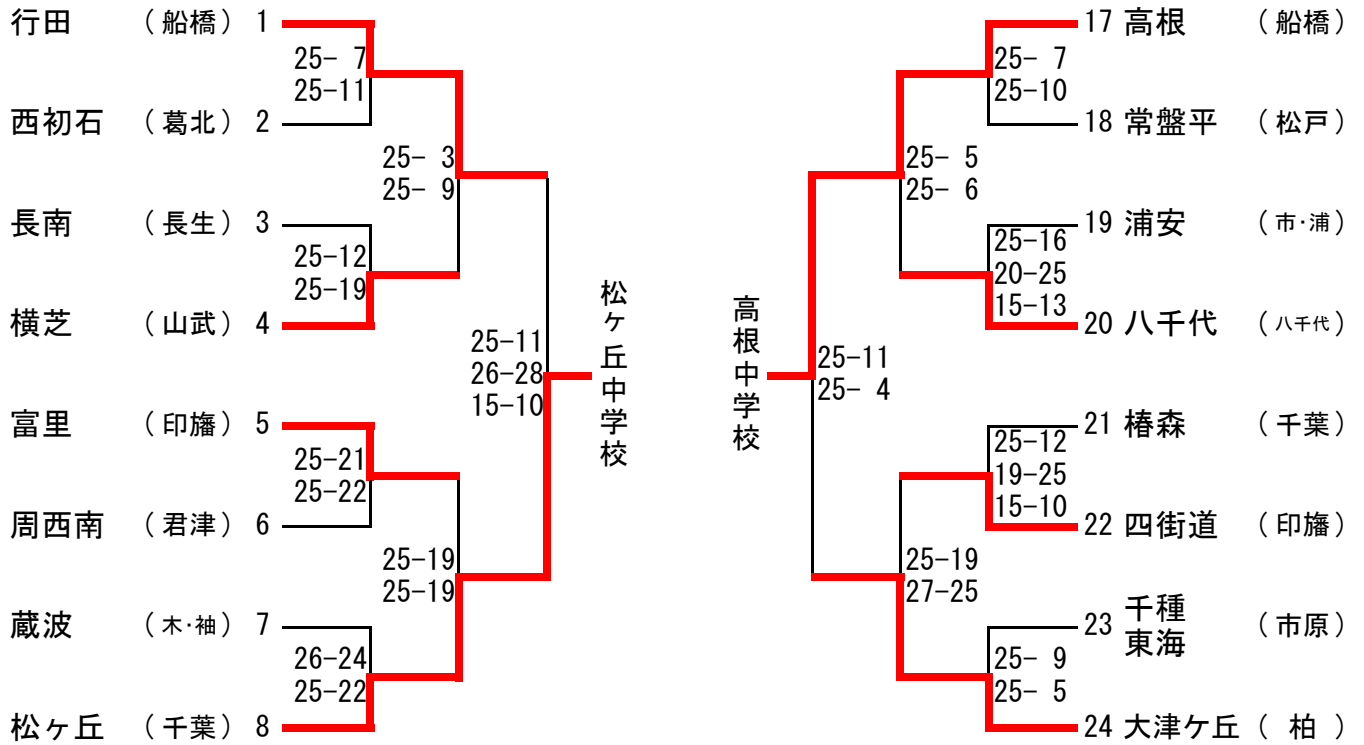 行田 （船橋） 1
25- 7
25-11
西初石 （葛北） 2
25- 3
25- 9
長南 （長生） 3
25-12
25-19
横芝 （山武） 4
25-11
26-28
15-10
富里 （印旛） 5
25-21
25-22
周西南 （君津） 6
25-19
25-19
蔵波 （木･袖） 7
26-24
25-22
松ヶ丘 （千葉） 8
松ヶ丘中学校
高根中学校
17 高根 （船橋）
25- 7
25-10
18 常盤平 （松戸）
25- 5
25- 6
19 浦安 （市･浦）
25-16
20-25
15-13
20 八千代 （八千代）
25-11
25- 4
21 椿森 （千葉）
25-12
19-25
15-10
22 四街道 （印旛）
25-19
27-25
23 千種 （市原）
東海
25- 9
25- 5
24 大津ケ丘 （ 柏 ）